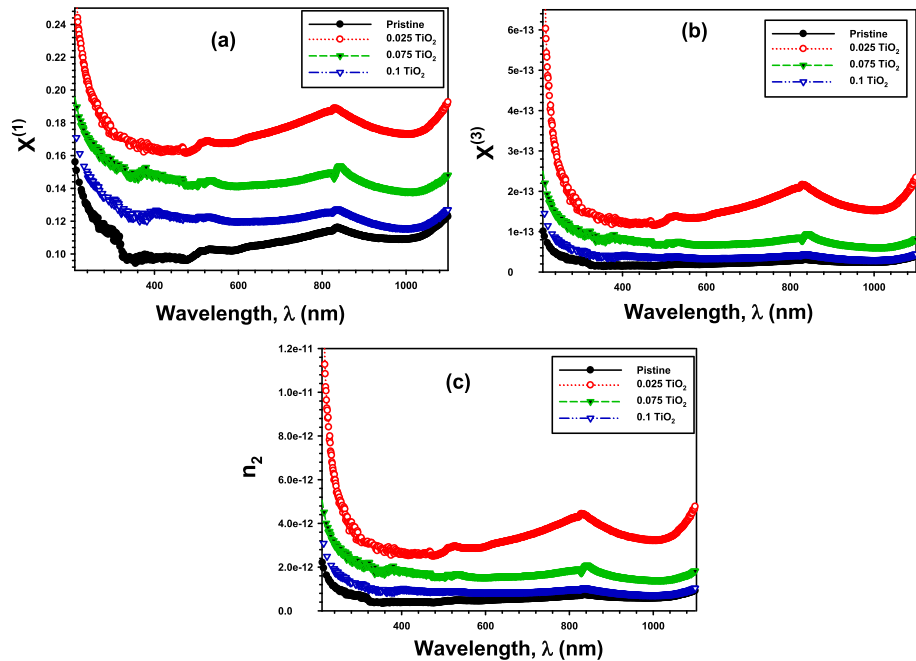 (a)
Pristine
0.025 TiO₂
0.075 TiO₂
0.1 TiO₂
0.24
0.22
0.20
0.18
0.16
0.14
0.12
0.10
X⁽¹⁾
400 600 800 1000
Wavelength, λ (nm)
(b)
Pristine
0.025 TiO₂
0.075 TiO₂
0.1 TiO₂
6e-13
5e-13
4e-13
3e-13
2e-13
1e-13
0
X⁽³⁾
400 600 800 1000
Wavelength, λ (nm)
(c)
Pristine
0.025 TiO₂
0.075 TiO₂
0.1 TiO₂
1.2e-11
1.0e-11
8.0e-12
6.0e-12
4.0e-12
2.0e-12
0.0
n₂
400 600 800 1000
Wavelength, λ (nm)